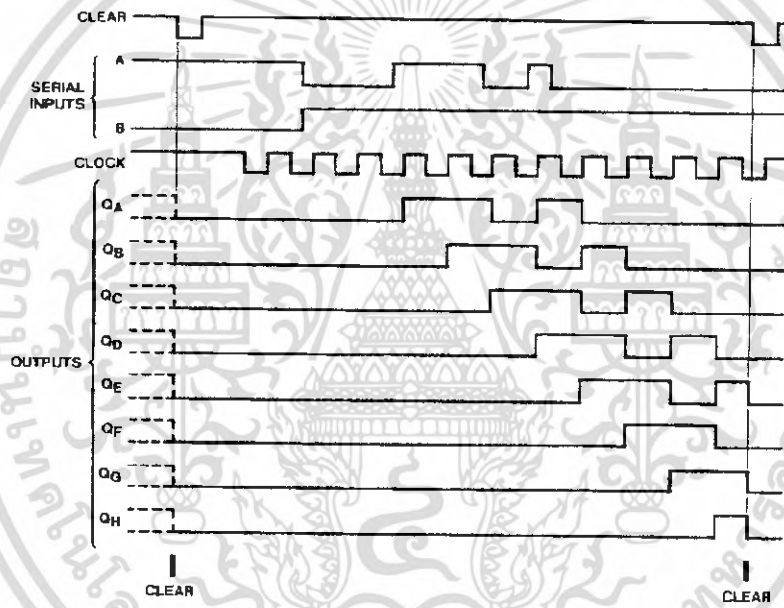 CLEAR
A
SERIAL
INPUTS
B
CLOCK
QA
QB
QC
QD
OUTPUTS
QE
QF
QG
QH
CLEAR
CLEAR